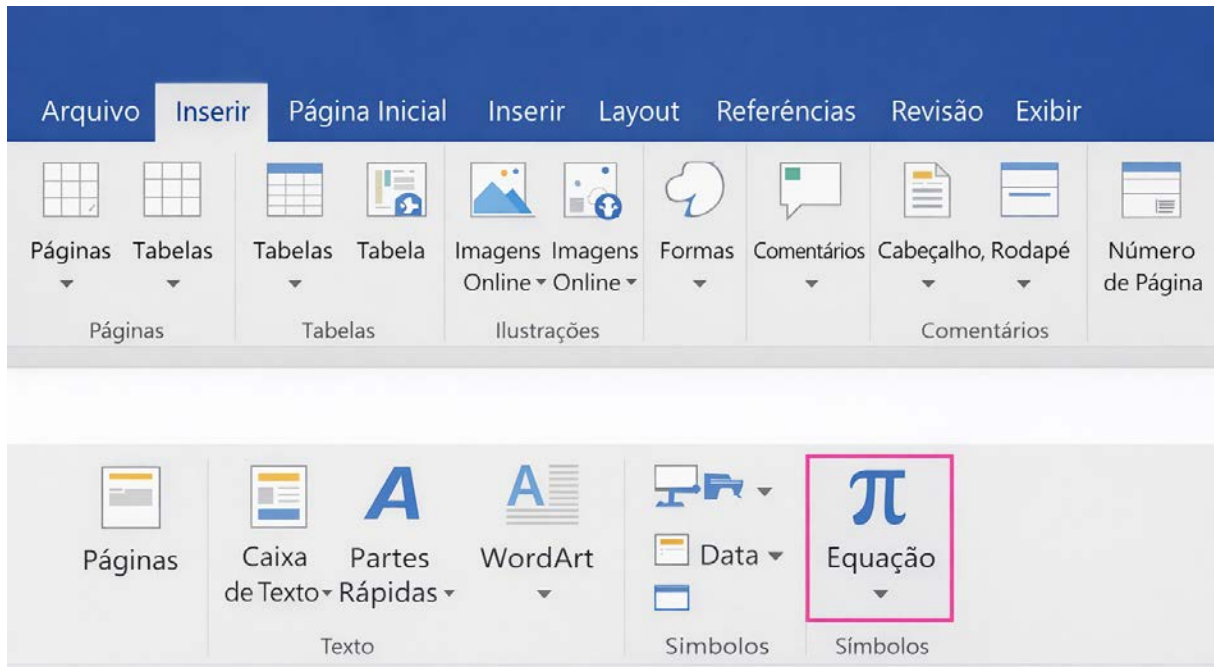 Arquivo Inserir Página Inicial Inserir Layout Referéncias Revisão Exibir
Páginas Tabelas Tabelas Tabela Imagens Imagens Formas Comentários Cabeçalho, Rodapé Número
Online Online de Página
Páginas Tabelas Ilustrações Comentários
π
A A
Páginas Caixa Partes WordArt Data Equação
de Texto Rápidas
Texto Simbolos Símbolos